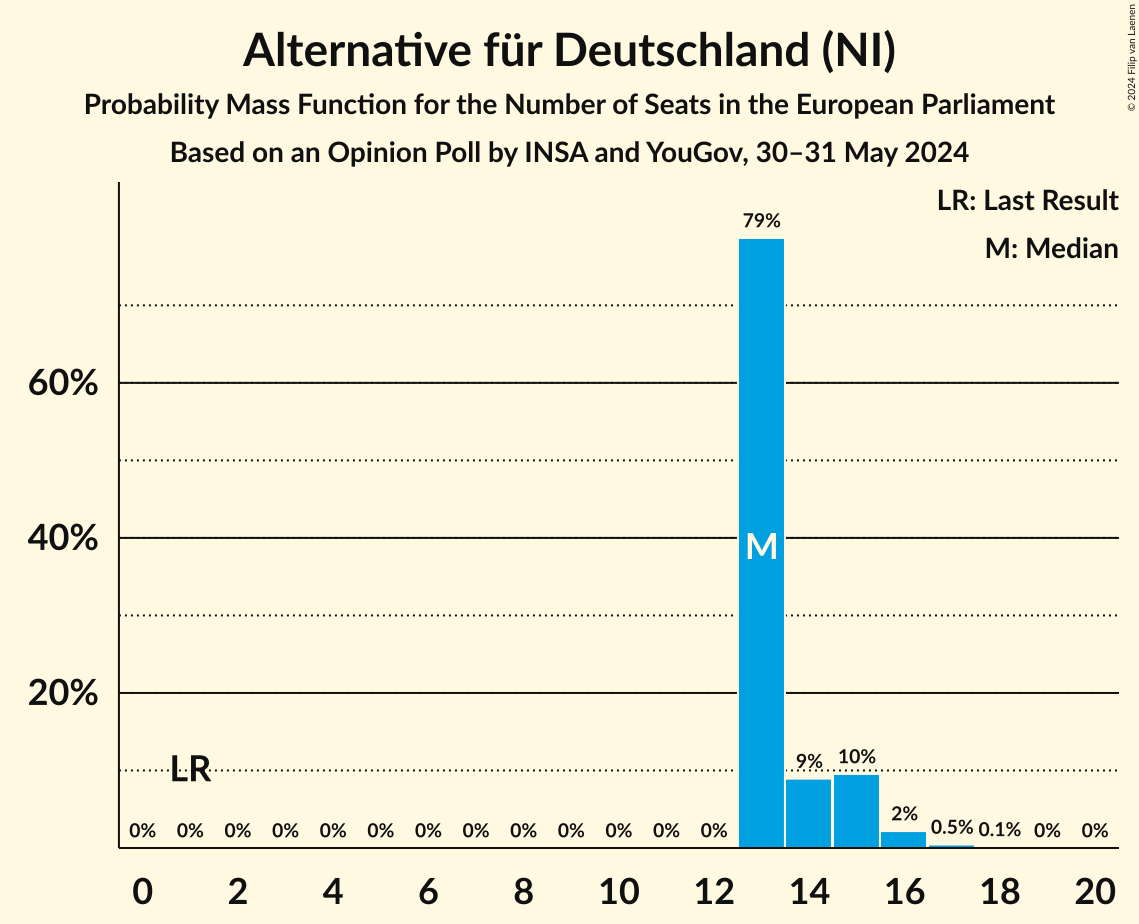 Alternative für Deutschland (NI)
Probability Mass Function for the Number of Seats in the European Parliament
Based on an Opinion Poll by INSA and YouGov, 30–31 May 2024
© 2024 Filip van Laenen
LR: Last Result
M: Median
79%
60%
40%
M
20%
LR
9%
10%
0% 0% 0% 0% 0% 0% 0% 0% 0% 0% 0% 0% 0% 2% 0.5% 0.1% 0% 0%
0 2 4 6 8 10 12 14 16 18 20